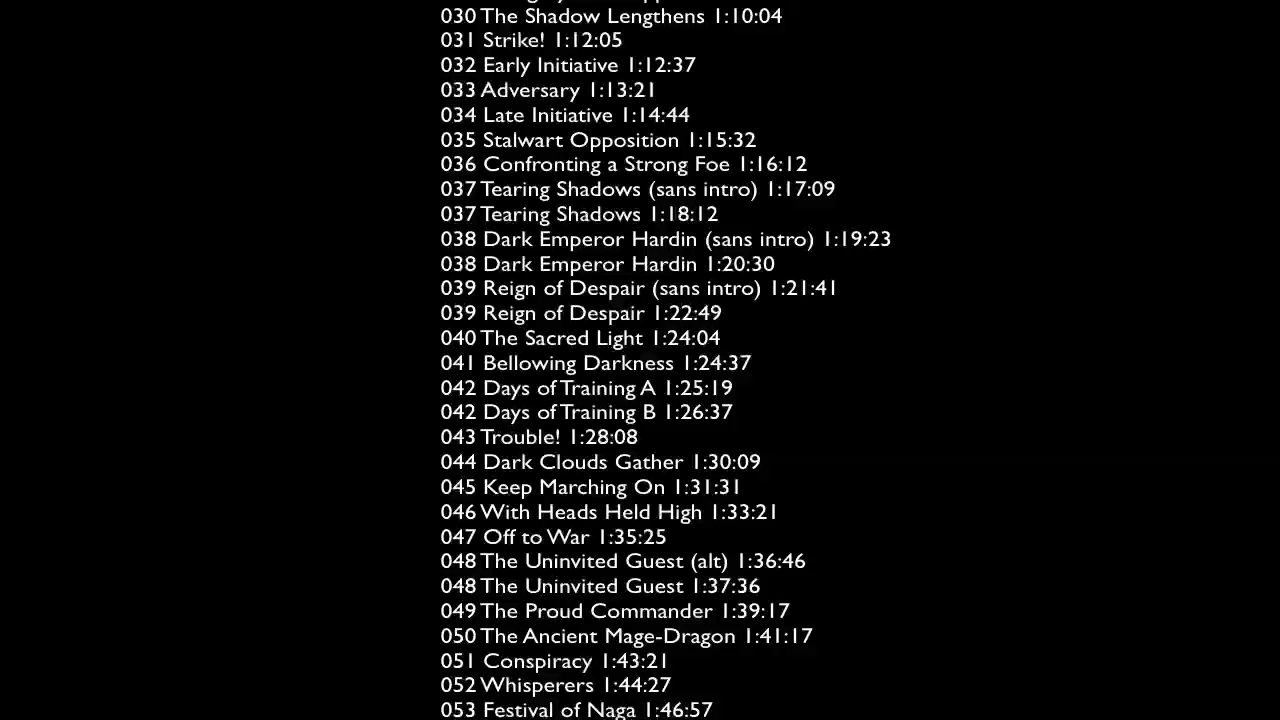 030 The Shadow Lengthens 1:10:04
031 Strike! 1:12:05
032 Early Initiative 1:12:37
033 Adversary 1:13:21
034 Late Initiative 1:14:44
035 Stalwart Opposition 1:15:32
036 Confronting a Strong Foe 1:16:12
037 Tearing Shadows (sans intro) 1:17:09
037 Tearing Shadows 1:18:12
038 Dark Emperor Hardin (sans intro) 1:19:23
038 Dark Emperor Hardin 1:20:30
039 Reign of Despair (sans intro) 1:21:41
039 Reign of Despair 1:22:49
040 The Sacred Light 1:24:04
041 Bellowing Darkness 1:24:37
042 Days of Training A 1:25:19
042 Days of Training B 1:26:37
043 Trouble! 1:28:08
044 Dark Clouds Gather 1:30:09
045 Keep Marching On 1:31:31
046 With Heads Held High 1:33:21
047 Off to War 1:35:25
048 The Uninvited Guest (alt) 1:36:46
048 The Uninvited Guest 1:37:36
049 The Proud Commander 1:39:17
050 The Ancient Mage-Dragon 1:41:17
051 Conspiracy 1:43:21
052 Whisperers 1:44:27
053 Festival of Naga 1:46:57